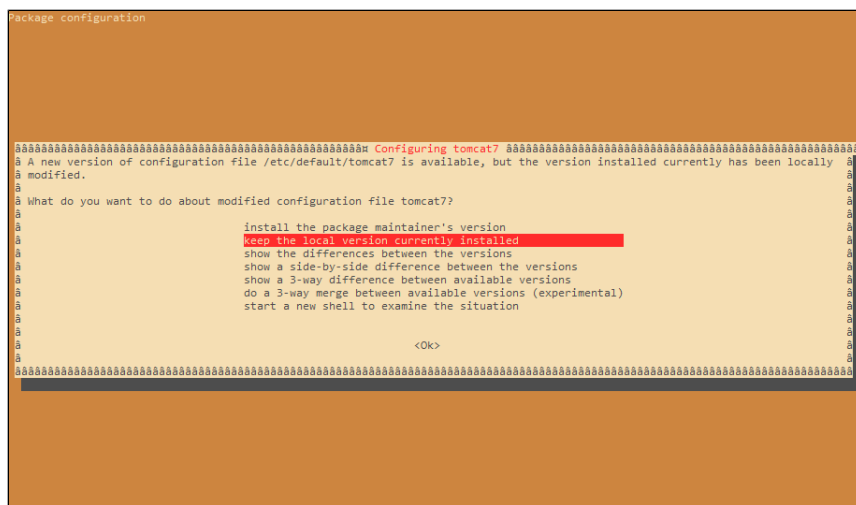 Package configuration
Configuring tomcat7
A new version of configuration file /etc/default/tomcat7 is available, but the version installed currently has been locally
modified.
What do you want to do about modified configuration file tomcat7?
install the package maintainer's version
keep the local version currently installed
show the differences between the versions
show a side-by-side difference between the versions
show a 3-way difference between available versions
do a 3-way merge between available versions (experimental)
start a new shell to examine the situation
<Ok>